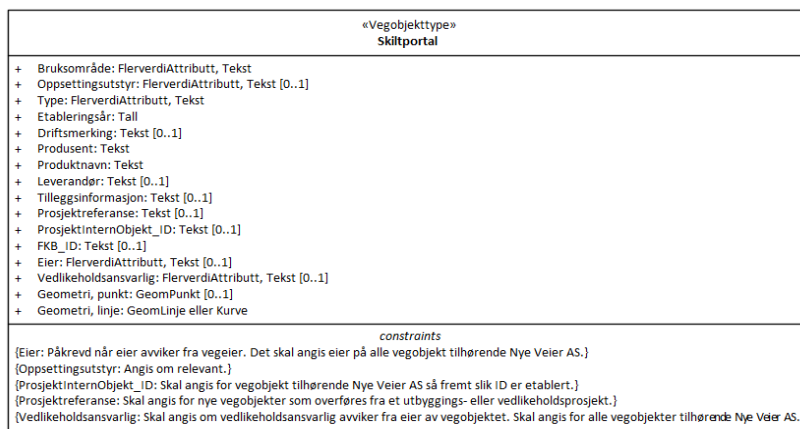 «Vegobjekttype»
Skiltportal
+ Bruksområde: FlerverdiAttributt, Tekst
+ Oppsettingsutstyr: FlerverdiAttributt, Tekst [0..1]
+ Type: FlerverdiAttributt, Tekst
+ Etableringsår: Tall
+ Driftsmerking: Tekst [0..1]
+ Produsent: Tekst
+ Produktnavn: Tekst
+ Leverandør: Tekst [0..1]
+ Tilleggsinformasjon: Tekst [0..1]
+ Prosjektreferanse: Tekst [0..1]
+ ProsjektInternObjekt_ID: Tekst [0..1]
+ FKB_ID: Tekst [0..1]
+ Eier: FlerverdiAttributt, Tekst [0..1]
+ Vedlikeholdsansvarlig: FlerverdiAttributt, Tekst [0..1]
+ Geometri, punkt: GeomPunkt [0..1]
+ Geometri, linje: GeomLinje eller Kurve
constraints
{Eier: Påkrevd når eier avviker fra vegeier. Det skal angis eier på alle vegobjekt tilhørende Nye Veier AS.}
{Oppsettingsutstyr: Angis om relevant.}
{ProsjektInternObjekt_ID: Skal angis for vegobjekt tilhørende Nye Veier AS så fremt slik ID er etablert.}
{Prosjektreferanse: Skal angis for nye vegobjekter som overføres fra et utbyggings- eller vedlikeholdsprosjekt.}
{Vedlikeholdsansvarlig: Skal angis om vedlikeholdsansvarlig avviker fra eier av vegobjektet. Skal angis for alle vegobjekter tilhørende Nye Veier AS.